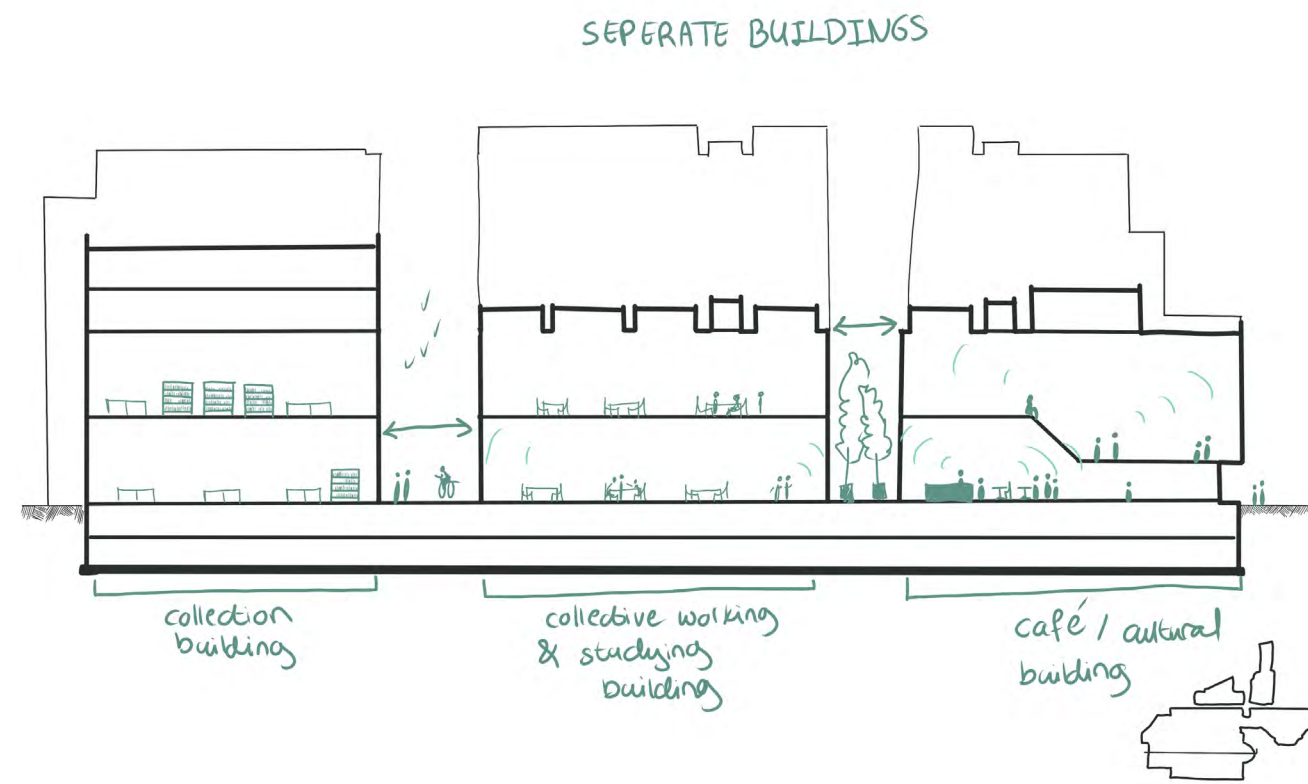 SEPERATE BUILDINGS
collection
building
collective working
& studying
building
café / cultural
building